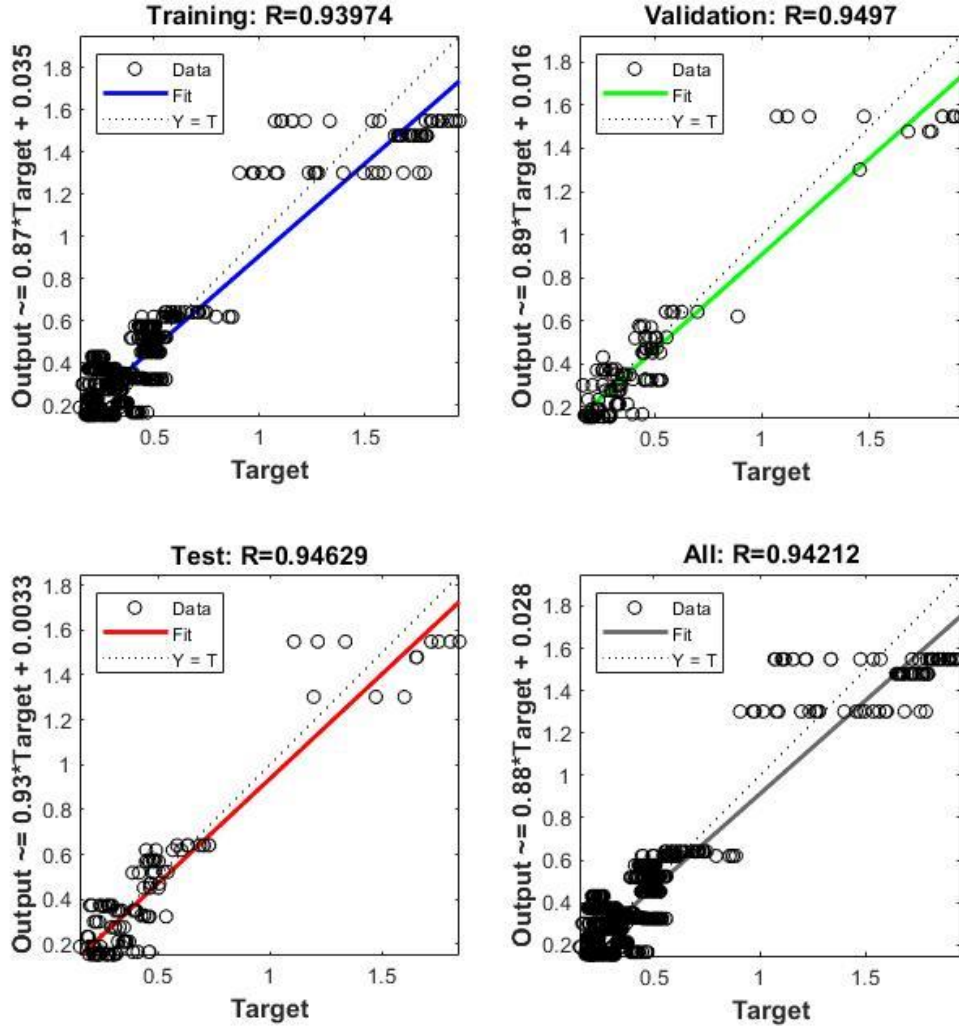 Training: R=0.93974
Output ~= 0.87*Target + 0.035
1.8
1.6
1.4
1.2
1
0.8
0.6
0.4
0.2
Data
Fit
Y = T
0.5
1
1.5
Target
Validation: R=0.9497
Output ~= 0.89*Target + 0.016
1.8
1.6
1.4
1.2
1
0.8
0.6
0.4
0.2
Data
Fit
Y = T
0.5
1
1.5
Target
Test: R=0.94629
Output ~= 0.93*Target + 0.0033
1.8
1.6
1.4
1.2
1
0.8
0.6
0.4
0.2
Data
Fit
Y = T
0.5
1
1.5
Target
All: R=0.94212
Output ~= 0.88*Target + 0.028
1.8
1.6
1.4
1.2
1
0.8
0.6
0.4
0.2
Data
Fit
Y = T
0.5
1
1.5
Target